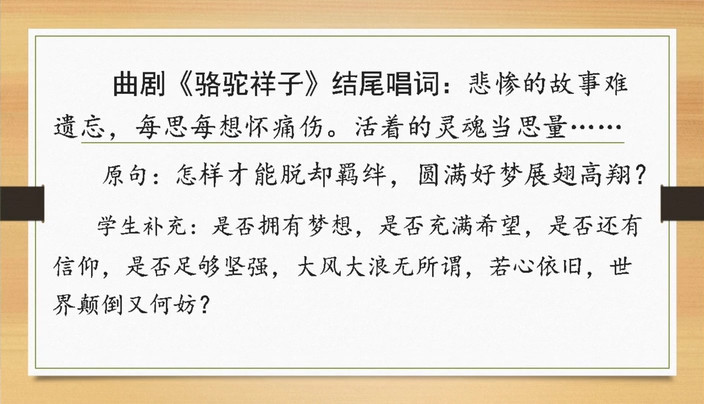 曲剧《骆驼祥子》结尾唱词：悲惨的故事难
遗忘，每思每想怀痛伤。活着的灵魂当思量……
原句：怎样才能脱却羁绊，圆满好梦展翅高翔？
学生补充：是否拥有梦想，是否充满希望，是否还有
信仰，是否足够坚强，大风大浪无所谓，若心依旧，世
界颠倒又何妨？